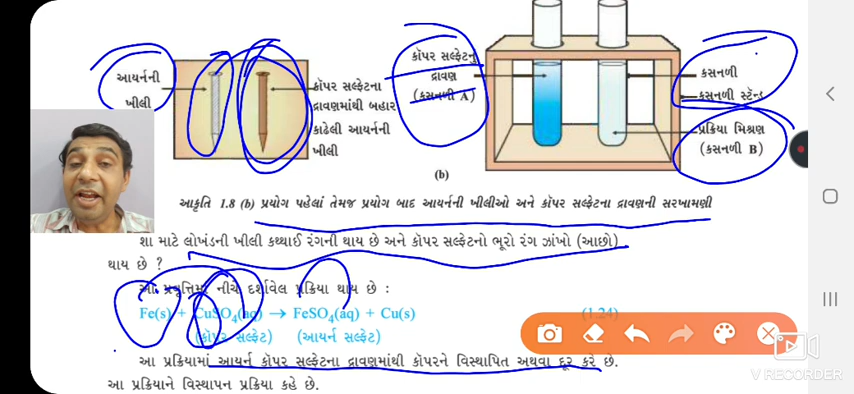 આયર્નની
ખીલી
કૉપર સલ્ફેટના
દ્રાવણમાંથી બહાર
કાઢેલી આયર્નની
ખીલી
કૉપર સલ્ફેટનું
દ્રાવણ
(કસનળી A)
કસનળી
કસનળી સ્ટૅન્ડ
પ્રક્રિયા મિશ્રણ
(કસનળી B)
(b)
આકૃતિ 1.8 (b) પ્રયોગ પહેલાં તેમજ પ્રયોગ બાદ આયર્નની ખીલીઓ અને કૉપર સલ્ફેટના દ્રાવણની સરખામણી
શા માટે લોખંડની ખીલી કથ્થાઈ રંગની થાય છે અને કૉપર સલ્ફેટનો ભૂરો રંગ ઝાંખો (આછો)
થાય છે ?
આ પ્રવૃત્તિમાં નીચે દર્શાવેલ પ્રક્રિયા થાય છે :
Fe(s) + CuSO₄(aq) → FeSO₄(aq) + Cu(s) (1.24)
(કૉપર સલ્ફેટ) (આયર્ન સલ્ફેટ)
આ પ્રક્રિયામાં આયર્ન કૉપર સલ્ફેટના દ્રાવણમાંથી કૉપરને વિસ્થાપિત અથવા દૂર કરે છે.
આ પ્રક્રિયાને વિસ્થાપન પ્રક્રિયા કહે છે.
V RECORDER